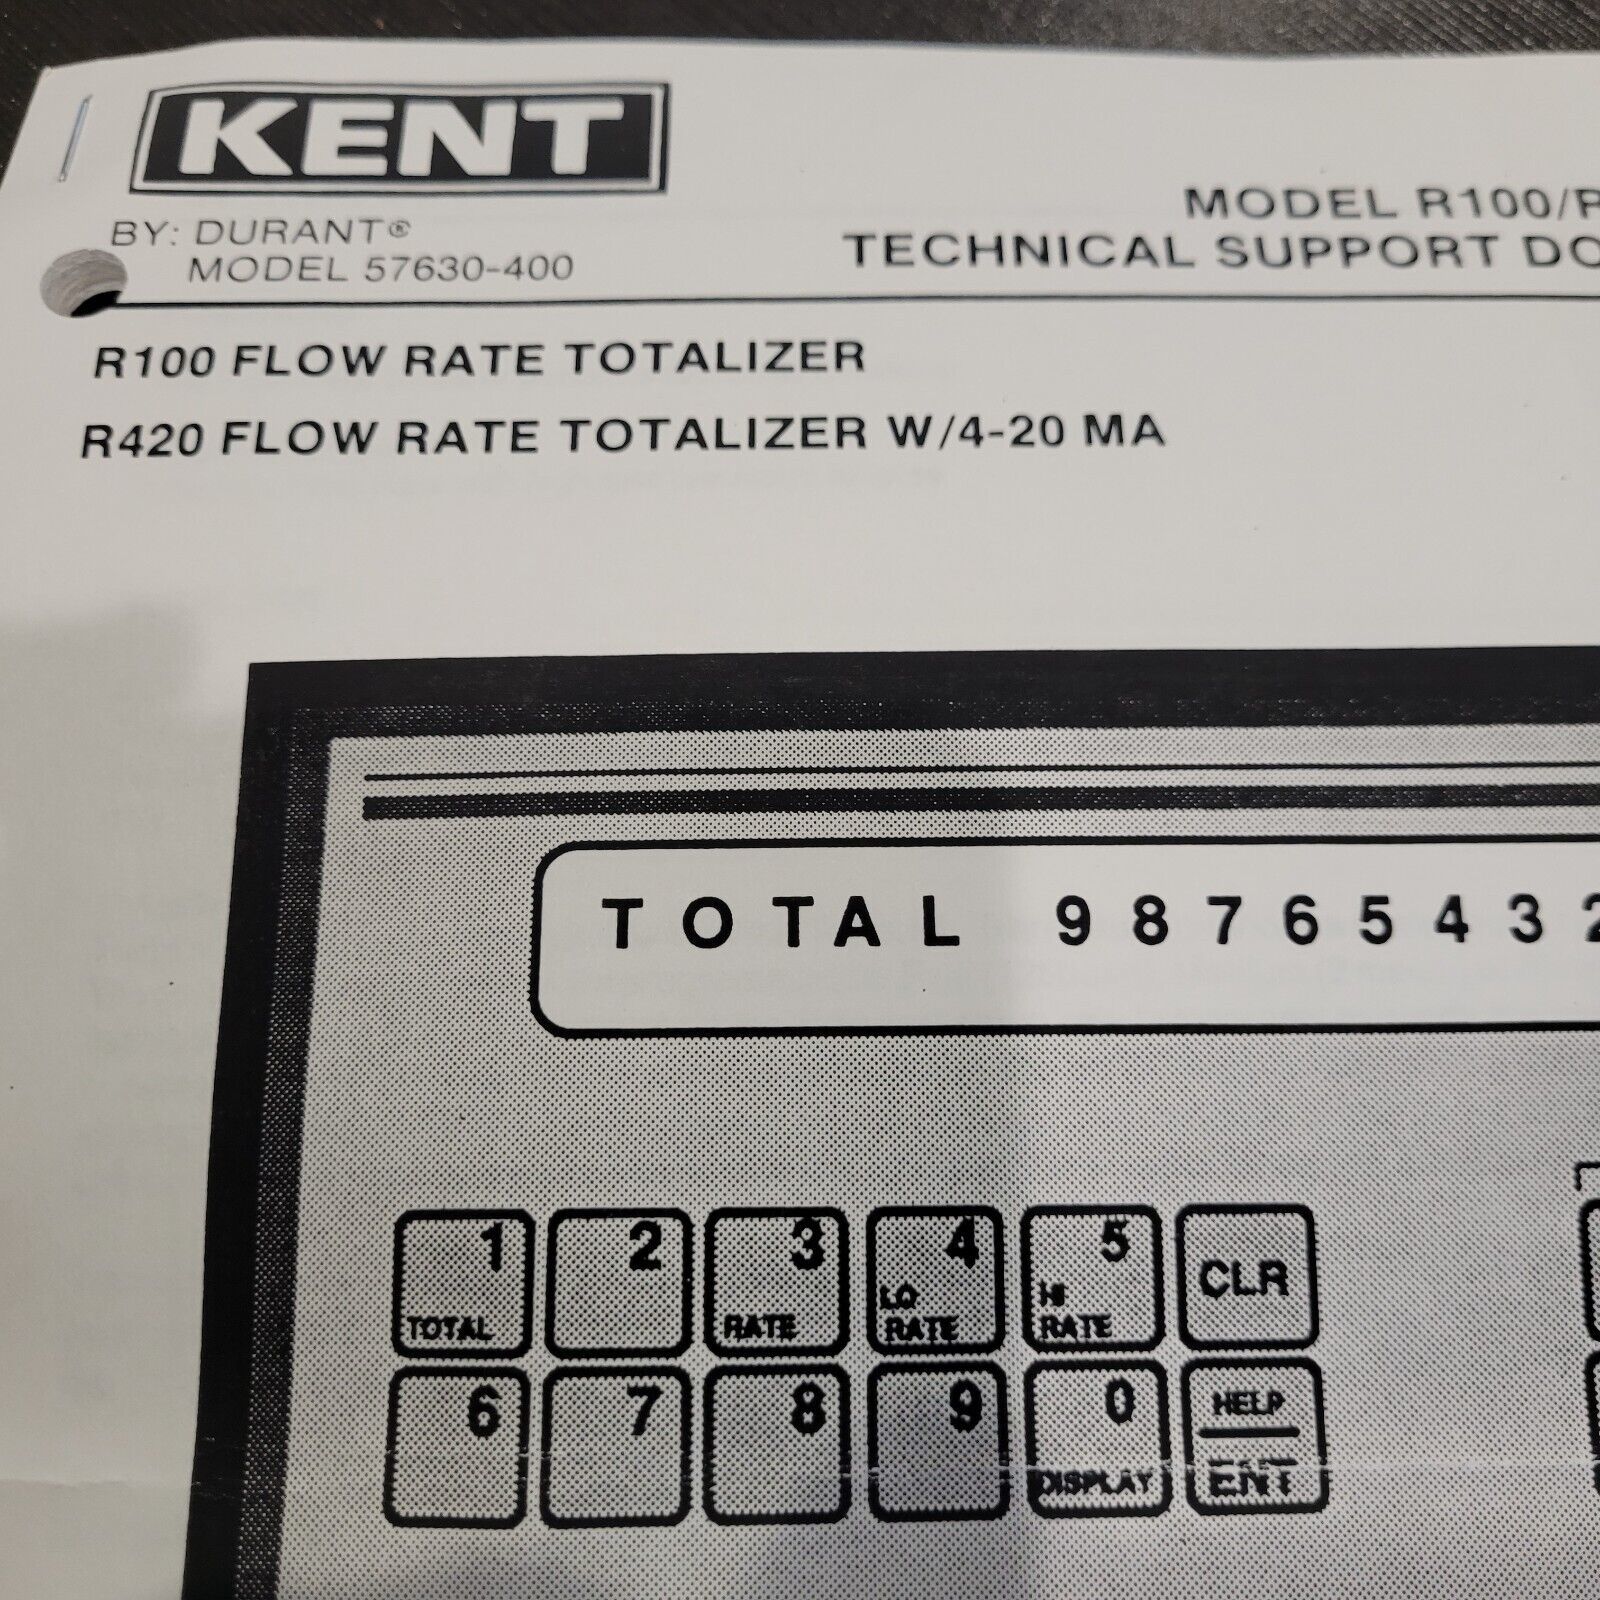 KENT
BY: DURANT®
MODEL 57630-400
MODEL R100/
TECHNICAL SUPPORT
R100 FLOW RATE TOTALIZER
R420 FLOW RATE TOTALIZER W/4-20 MA
TOTAL 98765432
1 TOTAL
2
3 RATE
4 LO RATE
5 HI RATE
CLR
6
7
8
9
0 DISPLAY
HELP
ENT